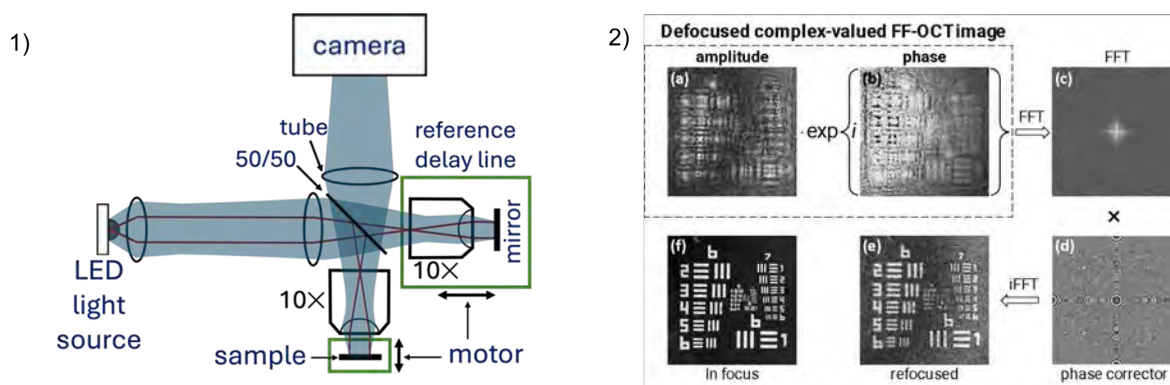 1)
camera
tube
50/50
reference
delay line
mirror
10×
LED
light
source
10×
sample
motor
2)
Defocused complex-valued FF-OCT image
amplitude
phase
FFT
(a)
(b)
(c)
· exp { i }
FFT
×
(f)
(e)
(d)
iFFT
In focus
refocused
phase corrector